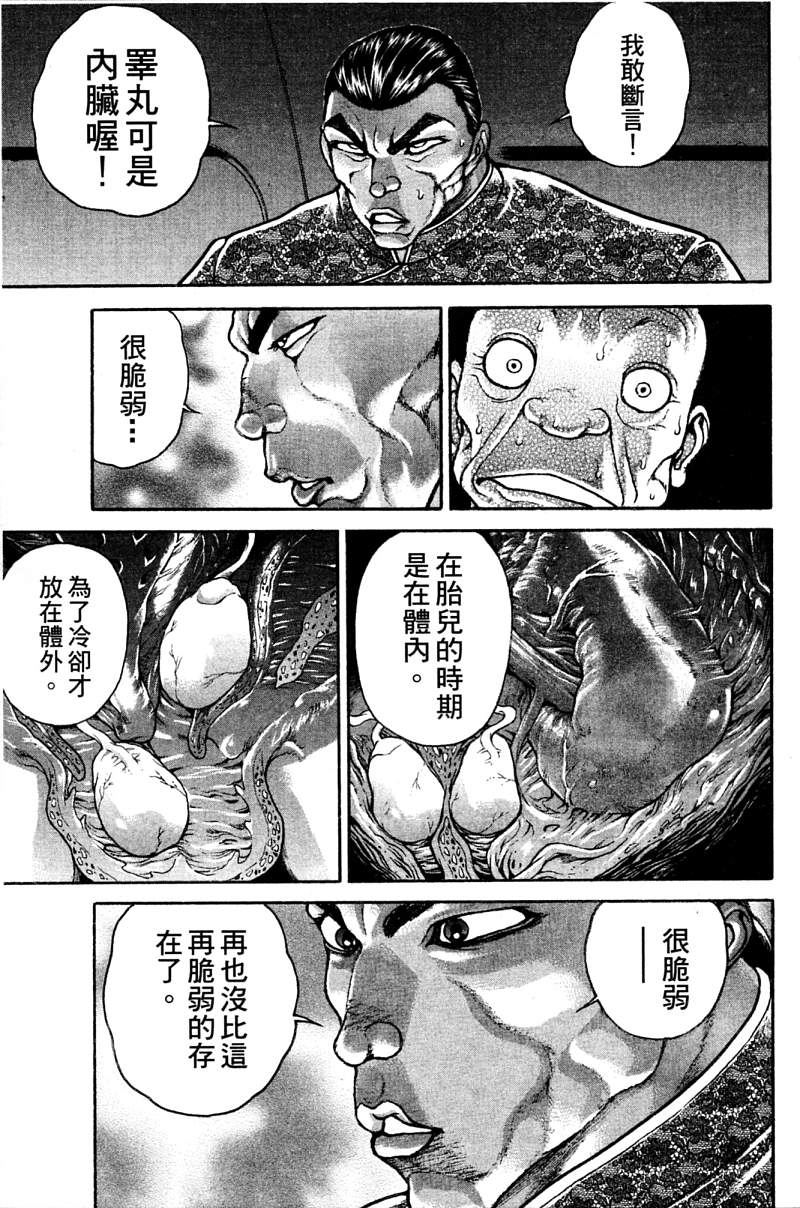 我敢斷言！
睪丸可是
內臟喔！
很脆弱…
在胎兒的時期
是在體內。
為了冷卻才
放在體外。
很脆弱——
再也沒比這
再脆弱的存
在了。